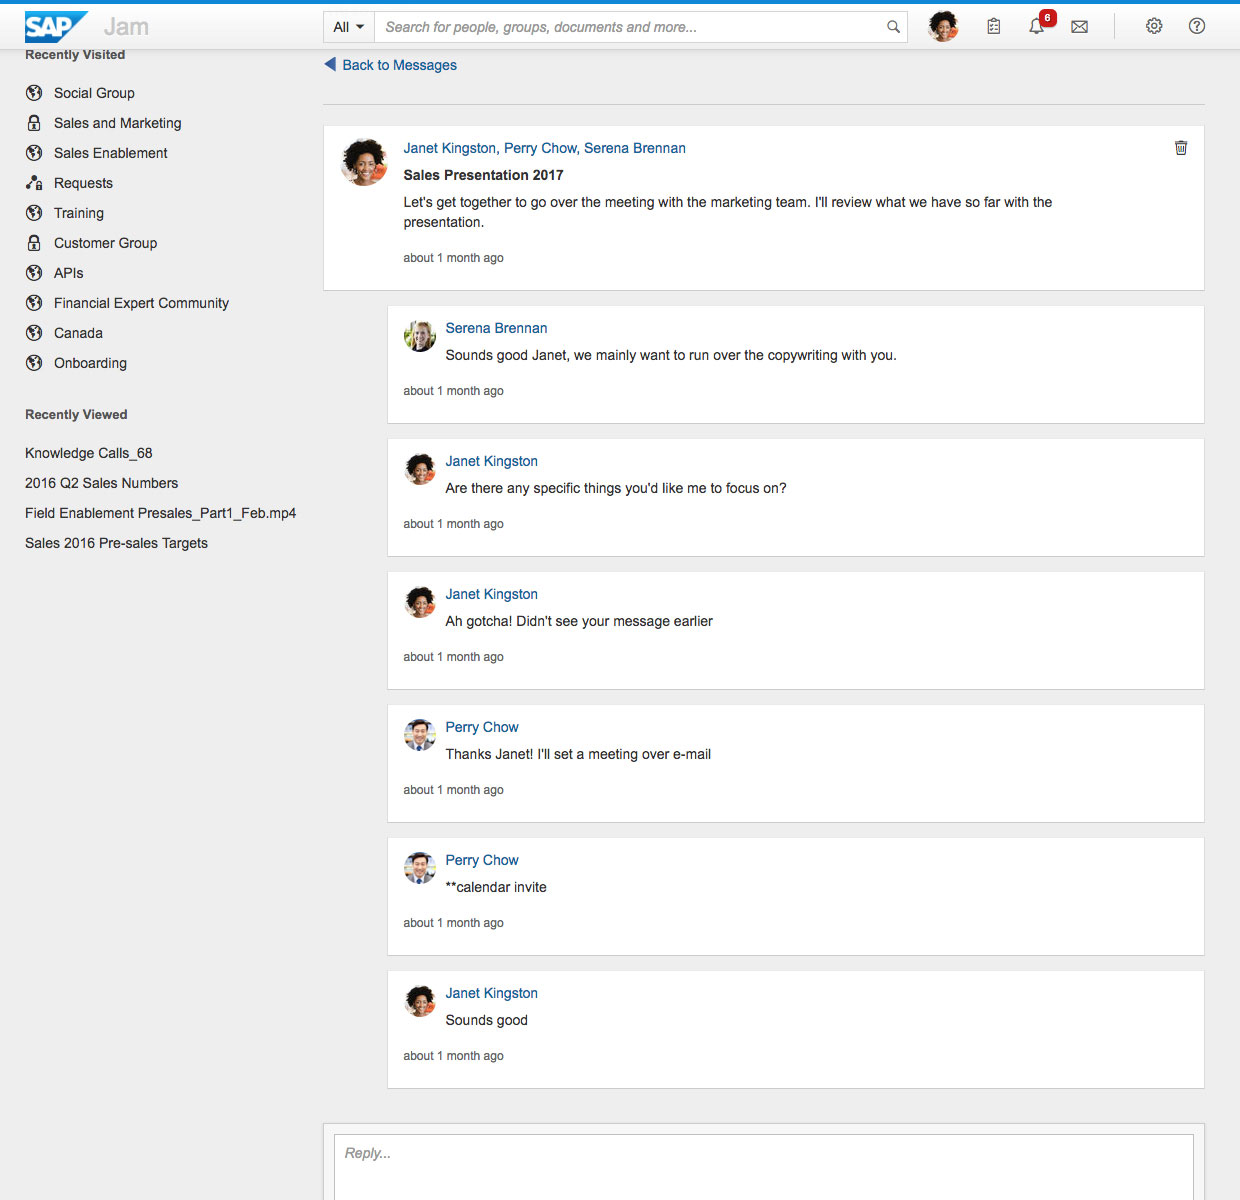 SAP Jam
All
Search for people, groups, documents and more...
6
Recently Visited
Social Group
Sales and Marketing
Sales Enablement
Requests
Training
Customer Group
APIs
Financial Expert Community
Canada
Onboarding
Recently Viewed
Knowledge Calls_68
2016 Q2 Sales Numbers
Field Enablement Presales_Part1_Feb.mp4
Sales 2016 Pre-sales Targets
Back to Messages
Janet Kingston, Perry Chow, Serena Brennan
Sales Presentation 2017
Let's get together to go over the meeting with the marketing team. I'll review what we have so far with the
presentation.
about 1 month ago
Serena Brennan
Sounds good Janet, we mainly want to run over the copywriting with you.
about 1 month ago
Janet Kingston
Are there any specific things you'd like me to focus on?
about 1 month ago
Janet Kingston
Ah gotcha! Didn't see your message earlier
about 1 month ago
Perry Chow
Thanks Janet! I'll set a meeting over e-mail
about 1 month ago
Perry Chow
**calendar invite
about 1 month ago
Janet Kingston
Sounds good
about 1 month ago
Reply...